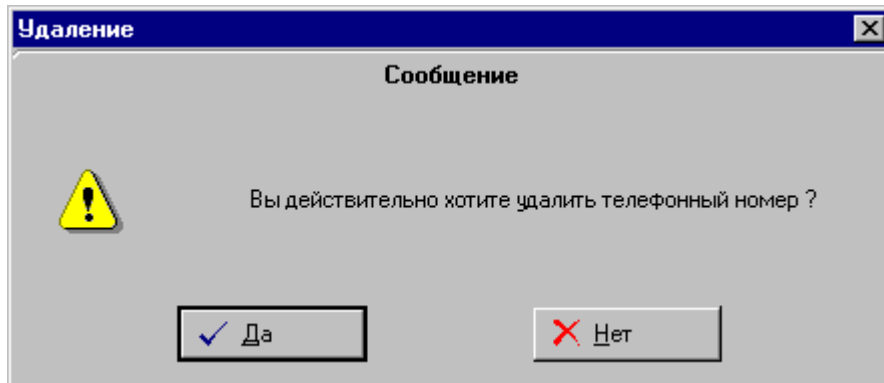 Удаление
Сообщение
Вы действительно хотите удалить телефонный номер ?
Да
Нет